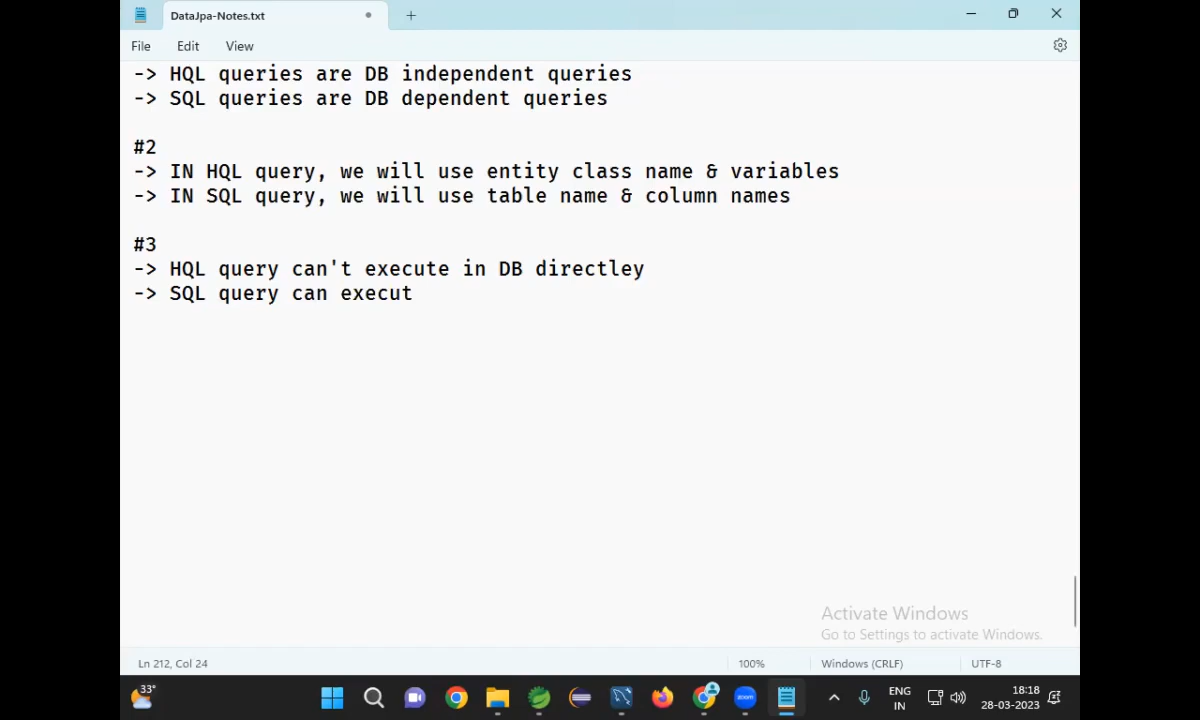 DataJpa-Notes.txt
File Edit View
-> HQL queries are DB independent queries
-> SQL queries are DB dependent queries
#2
-> IN HQL query, we will use entity class name & variables
-> IN SQL query, we will use table name & column names
#3
-> HQL query can't execute in DB directley
-> SQL query can execut
Activate Windows
Go to Settings to activate Windows.
Ln 212, Col 24 100% Windows (CRLF) UTF-8
33°
zoom
ENG
IN
18:18
28-03-2023